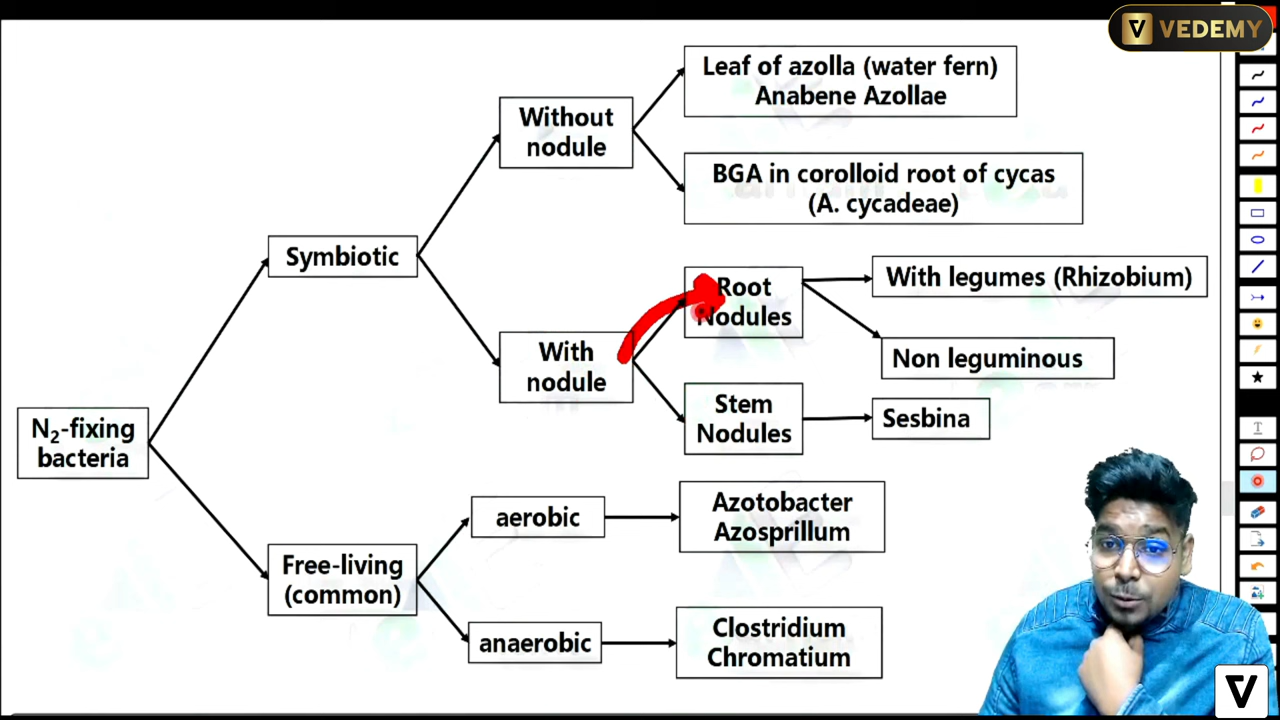 VEDEMY
Leaf of azolla (water fern)
Anabene Azollae
Without
nodule
BGA in corolloid root of cycas
(A. cycadeae)
Symbiotic
With
nodule
Root
Nodules
With legumes (Rhizobium)
Non leguminous
Stem
Nodules
Sesbina
N₂-fixing
bacteria
Free-living
(common)
aerobic
Azotobacter
Azosprillum
anaerobic
Clostridium
Chromatium